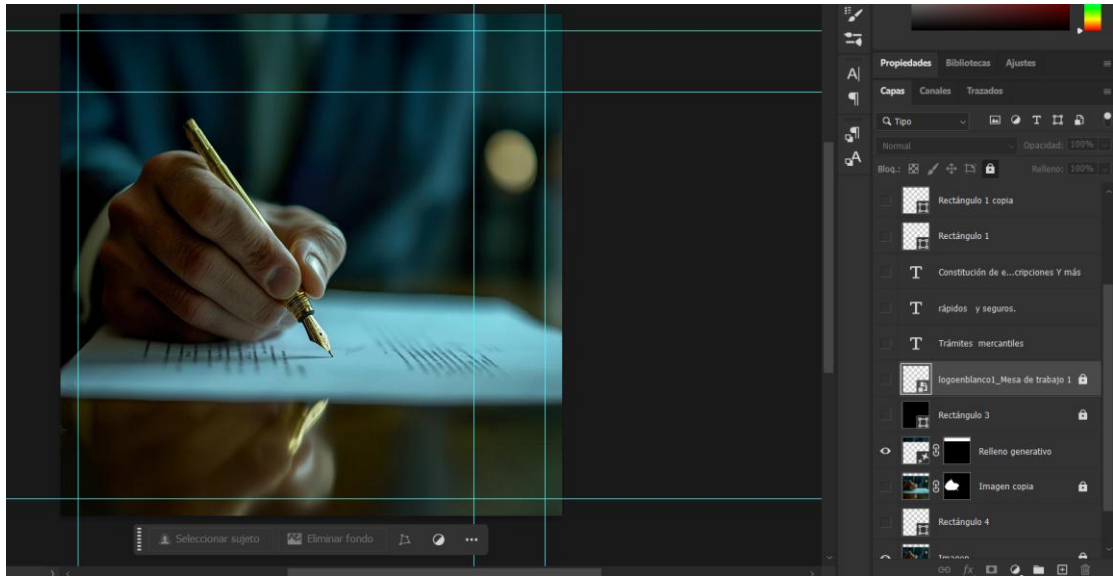 Propiedades Bibliotecas Ajustes
Capas Canales Trazados
Tipo
Normal Opacidad: 100%
Bloq.: Relleno: 100%
Rectángulo 1 copia
Rectángulo 1
T Constitución de e...cripciones Y más
T rápidos y seguros.
T Trámites mercantiles
logoenblanco1_Mesa de trabajo 1
Rectángulo 3
Relleno generativo
Imagen copia
Rectángulo 4
Imagen
fx
Seleccionar sujeto Eliminar fondo